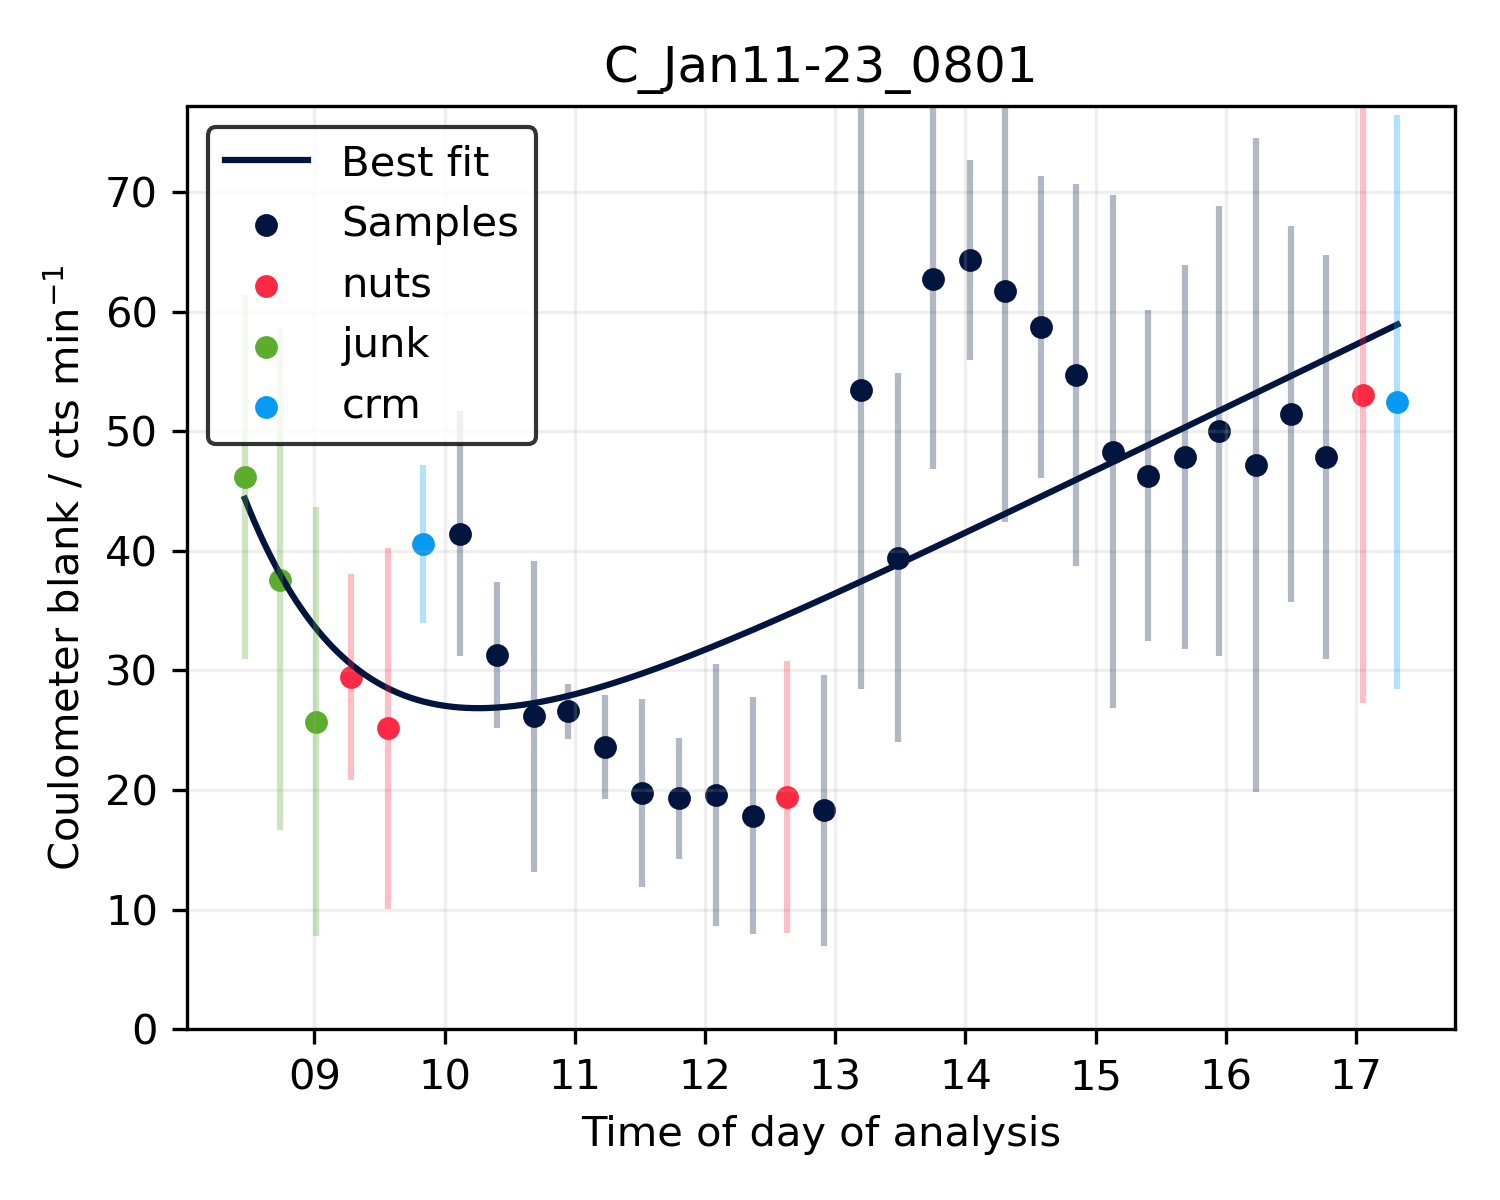 C_Jan11-23_0801
Best fit
Samples
nuts
junk
crm
Coulometer blank / cts min⁻¹
70
60
50
40
30
20
10
0
09 10 11 12 13 14 15 16 17
Time of day of analysis